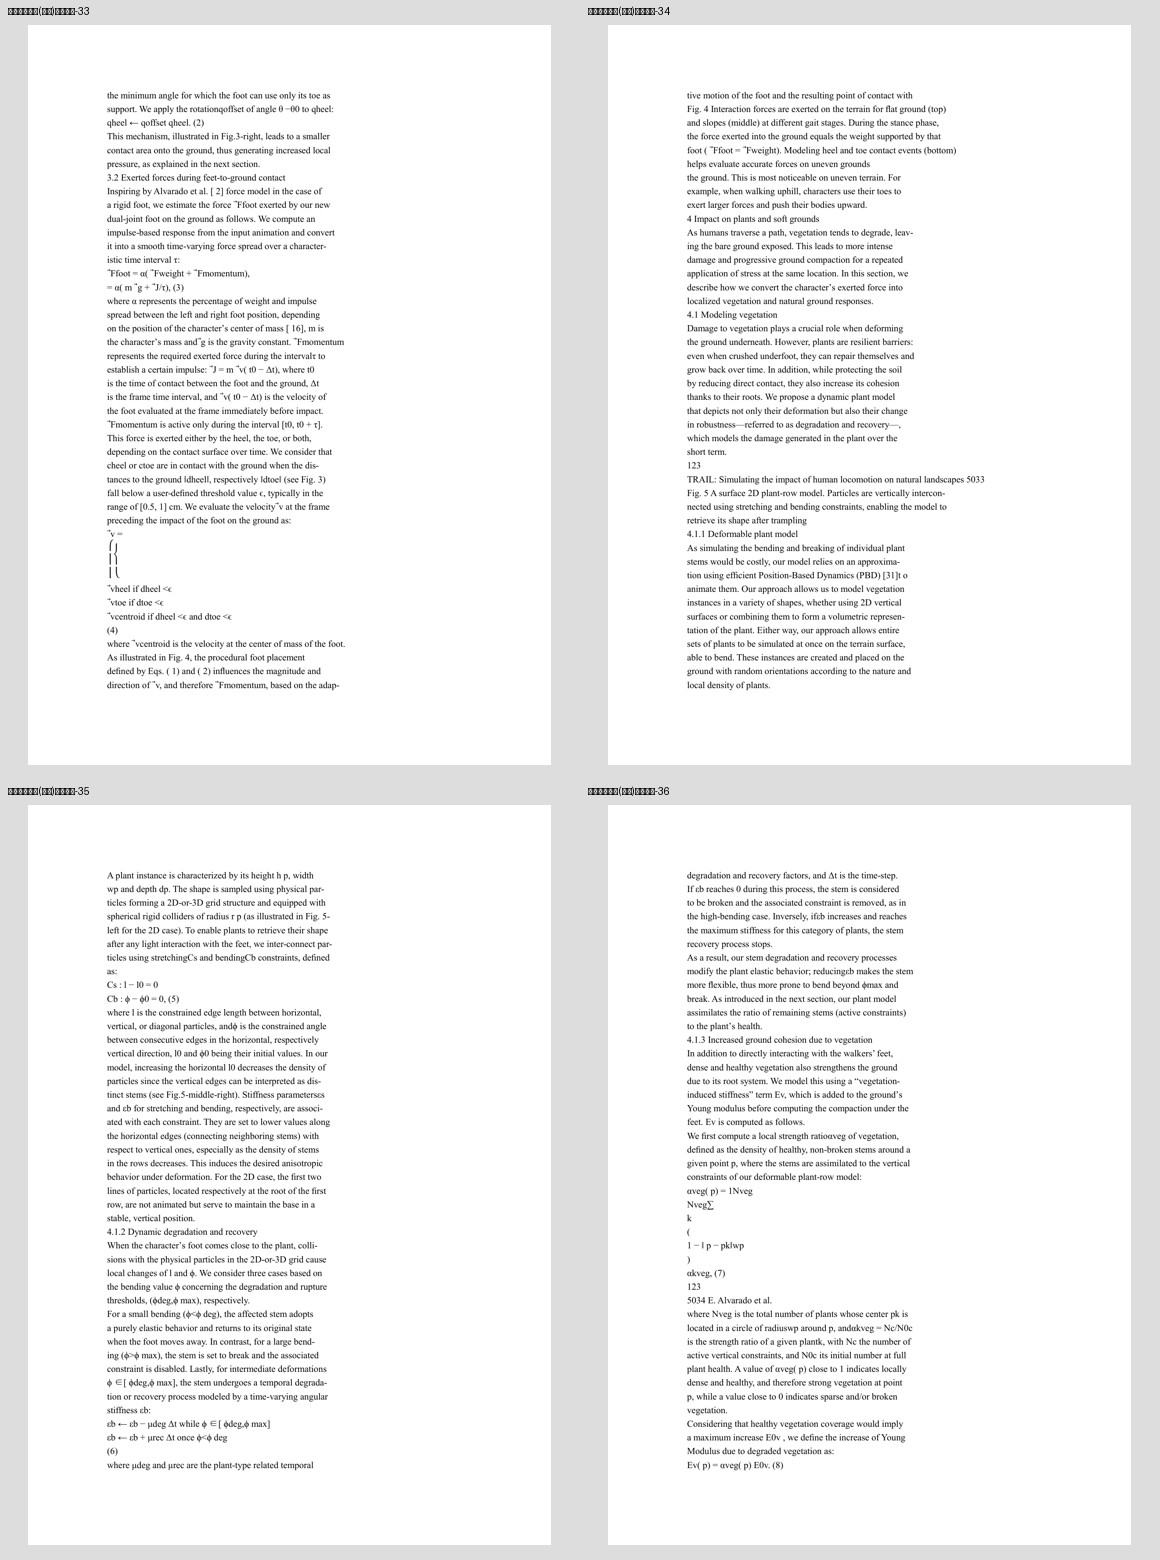 -33
the minimum angle for which the foot can use only its toe as
support. We apply the rotationqoffset of angle θ −θ0 to qheel:
qheel ← qoffset qheel. (2)
This mechanism, illustrated in Fig.3-right, leads to a smaller
contact area onto the ground, thus generating increased local
pressure, as explained in the next section.
3.2 Exerted forces during feet-to-ground contact
Inspiring by Alvarado et al. [ 2] force model in the case of
a rigid foot, we estimate the force ⃗Ffoot exerted by our new
dual-joint foot on the ground as follows. We compute an
impulse-based response from the input animation and convert
it into a smooth time-varying force spread over a character-
istic time interval τ:
⃗Ffoot = α( ⃗Fweight + ⃗Fmomentum),
= α( m ⃗g + ⃗J/τ), (3)
where α represents the percentage of weight and impulse
spread between the left and right foot position, depending
on the position of the character’s center of mass [ 16], m is
the character’s mass and⃗g is the gravity constant. ⃗Fmomentum
represents the required exerted force during the intervalτ to
establish a certain impulse: ⃗J = m ⃗v( t0 − Δt), where t0
is the time of contact between the foot and the ground, Δt
is the frame time interval, and ⃗v( t0 − Δt) is the velocity of
the foot evaluated at the frame immediately before impact.
⃗Fmomentum is active only during the interval [t0, t0 + τ].
This force is exerted either by the heel, the toe, or both,
depending on the contact surface over time. We consider that
cheel or ctoe are in contact with the ground when the dis-
tances to the ground |dheel|, respectively |dtoe| (see Fig. 3)
fall below a user-defined threshold value ϵ, typically in the
range of [0.5, 1] cm. We evaluate the velocity⃗v at the frame
preceding the impact of the foot on the ground as:
⃗v =
⎧
⎨
⎩
⃗vheel if dheel <ϵ
⃗vtoe if dtoe <ϵ
⃗vcentroid if dheel <ϵ and dtoe <ϵ
(4)
where ⃗vcentroid is the velocity at the center of mass of the foot.
As illustrated in Fig. 4, the procedural foot placement
defined by Eqs. ( 1) and ( 2) influences the magnitude and
direction of ⃗v, and therefore ⃗Fmomentum, based on the adap-
-34
tive motion of the foot and the resulting point of contact with
Fig. 4 Interaction forces are exerted on the terrain for flat ground (top)
and slopes (middle) at different gait stages. During the stance phase,
the force exerted into the ground equals the weight supported by that
foot ( ⃗Ffoot = ⃗Fweight). Modeling heel and toe contact events (bottom)
helps evaluate accurate forces on uneven grounds
the ground. This is most noticeable on uneven terrain. For
example, when walking uphill, characters use their toes to
exert larger forces and push their bodies upward.
4 Impact on plants and soft grounds
As humans traverse a path, vegetation tends to degrade, leav-
ing the bare ground exposed. This leads to more intense
damage and progressive ground compaction for a repeated
application of stress at the same location. In this section, we
describe how we convert the character’s exerted force into
localized vegetation and natural ground responses.
4.1 Modeling vegetation
Damage to vegetation plays a crucial role when deforming
the ground underneath. However, plants are resilient barriers:
even when crushed underfoot, they can repair themselves and
grow back over time. In addition, while protecting the soil
by reducing direct contact, they also increase its cohesion
thanks to their roots. We propose a dynamic plant model
that depicts not only their deformation but also their change
in robustness—referred to as degradation and recovery—,
which models the damage generated in the plant over the
short term.
123
TRAIL: Simulating the impact of human locomotion on natural landscapes 5033
Fig. 5 A surface 2D plant-row model. Particles are vertically intercon-
nected using stretching and bending constraints, enabling the model to
retrieve its shape after trampling
4.1.1 Deformable plant model
As simulating the bending and breaking of individual plant
stems would be costly, our model relies on an approxima-
tion using efficient Position-Based Dynamics (PBD) [31]t o
animate them. Our approach allows us to model vegetation
instances in a variety of shapes, whether using 2D vertical
surfaces or combining them to form a volumetric represen-
tation of the plant. Either way, our approach allows entire
sets of plants to be simulated at once on the terrain surface,
able to bend. These instances are created and placed on the
ground with random orientations according to the nature and
local density of plants.
-35
A plant instance is characterized by its height h p, width
wp and depth dp. The shape is sampled using physical par-
ticles forming a 2D-or-3D grid structure and equipped with
spherical rigid colliders of radius r p (as illustrated in Fig. 5-
left for the 2D case). To enable plants to retrieve their shape
after any light interaction with the feet, we inter-connect par-
ticles using stretchingCs and bendingCb constraints, defined
as:
Cs : l − l0 = 0
Cb : ϕ − ϕ0 = 0, (5)
where l is the constrained edge length between horizontal,
vertical, or diagonal particles, andϕ is the constrained angle
between consecutive edges in the horizontal, respectively
vertical direction, l0 and ϕ0 being their initial values. In our
model, increasing the horizontal l0 decreases the density of
particles since the vertical edges can be interpreted as dis-
tinct stems (see Fig.5-middle-right). Stiffness parametersεs
and εb for stretching and bending, respectively, are associ-
ated with each constraint. They are set to lower values along
the horizontal edges (connecting neighboring stems) with
respect to vertical ones, especially as the density of stems
in the rows decreases. This induces the desired anisotropic
behavior under deformation. For the 2D case, the first two
lines of particles, located respectively at the root of the first
row, are not animated but serve to maintain the base in a
stable, vertical position.
4.1.2 Dynamic degradation and recovery
When the character’s foot comes close to the plant, colli-
sions with the physical particles in the 2D-or-3D grid cause
local changes of l and ϕ. We consider three cases based on
the bending value ϕ concerning the degradation and rupture
thresholds, (ϕdeg,ϕ max), respectively.
For a small bending (ϕ<ϕ deg), the affected stem adopts
a purely elastic behavior and returns to its original state
when the foot moves away. In contrast, for a large bend-
ing (ϕ>ϕ max), the stem is set to break and the associated
constraint is disabled. Lastly, for intermediate deformations
ϕ ∈[ ϕdeg,ϕ max], the stem undergoes a temporal degrada-
tion or recovery process modeled by a time-varying angular
stiffness εb:
εb ← εb − μdeg Δt while ϕ ∈[ ϕdeg,ϕ max]
εb ← εb + μrec Δt once ϕ<ϕ deg
(6)
where μdeg and μrec are the plant-type related temporal
-36
degradation and recovery factors, and Δt is the time-step.
If εb reaches 0 during this process, the stem is considered
to be broken and the associated constraint is removed, as in
the high-bending case. Inversely, ifεb increases and reaches
the maximum stiffness for this category of plants, the stem
recovery process stops.
As a result, our stem degradation and recovery processes
modify the plant elastic behavior; reducingεb makes the stem
more flexible, thus more prone to bend beyond ϕmax and
break. As introduced in the next section, our plant model
assimilates the ratio of remaining stems (active constraints)
to the plant’s health.
4.1.3 Increased ground cohesion due to vegetation
In addition to directly interacting with the walkers’ feet,
dense and healthy vegetation also strengthens the ground
due to its root system. We model this using a “vegetation-
induced stiffness” term Ev, which is added to the ground’s
Young modulus before computing the compaction under the
feet. Ev is computed as follows.
We first compute a local strength ratioαveg of vegetation,
defined as the density of healthy, non-broken stems around a
given point p, where the stems are assimilated to the vertical
constraints of our deformable plant-row model:
αveg( p) = 1Nveg
Nveg∑
k
(
1 − | p − pk|wp
)
αkveg, (7)
123
5034 E. Alvarado et al.
where Nveg is the total number of plants whose center pk is
located in a circle of radiuswp around p, andαkveg = Nc/N0c
is the strength ratio of a given plantk, with Nc the number of
active vertical constraints, and N0c its initial number at full
plant health. A value of αveg( p) close to 1 indicates locally
dense and healthy, and therefore strong vegetation at point
p, while a value close to 0 indicates sparse and/or broken
vegetation.
Considering that healthy vegetation coverage would imply
a maximum increase E0v , we define the increase of Young
Modulus due to degraded vegetation as:
Ev( p) = αveg( p) E0v. (8)